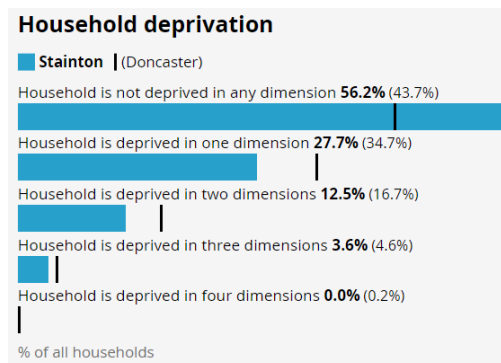 Household deprivation
Stainton (Doncaster)
Household is not deprived in any dimension 56.2% (43.7%)
Household is deprived in one dimension 27.7% (34.7%)
Household is deprived in two dimensions 12.5% (16.7%)
Household is deprived in three dimensions 3.6% (4.6%)
Household is deprived in four dimensions 0.0% (0.2%)
% of all households